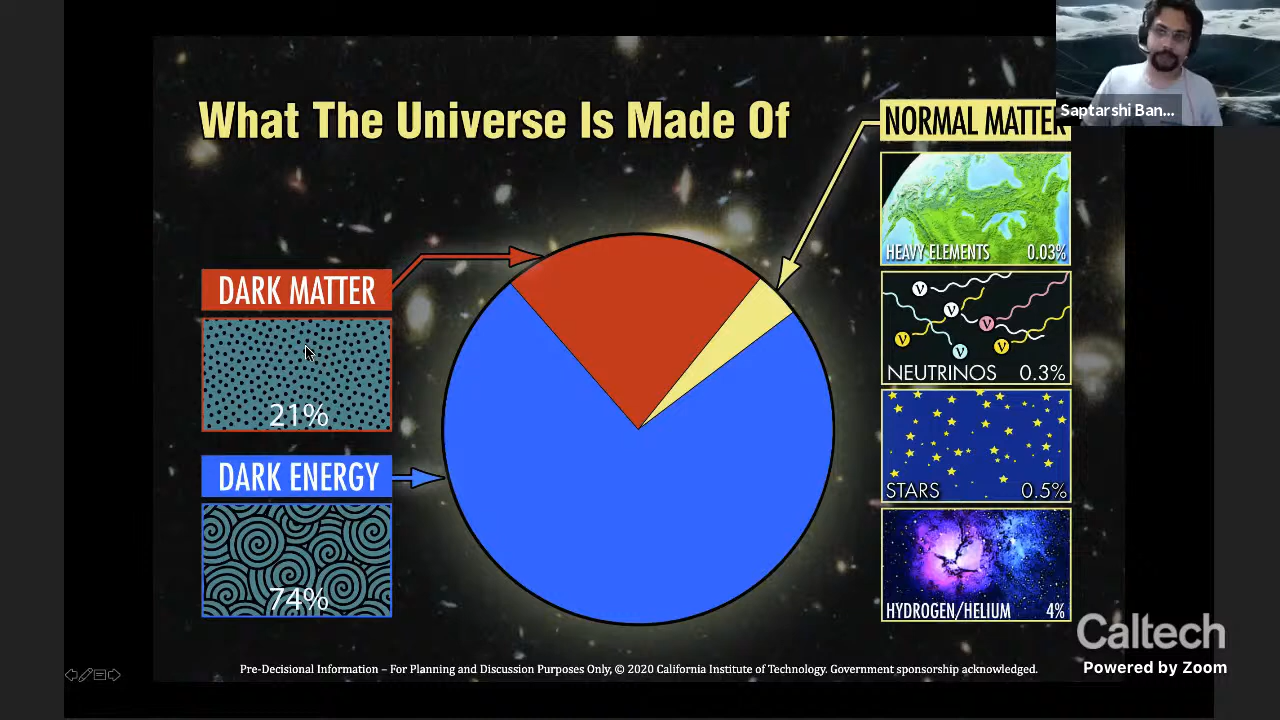 What The Universe Is Made Of
NORMAL MATTER
Saptarshi Ban...
HEAVY ELEMENTS 0.03%
V V V V V V
NEUTRINOS 0.3%
STARS 0.5%
HYDROGEN/HELIUM 4%
DARK MATTER
21%
DARK ENERGY
74%
Caltech
Powered by Zoom
Pre-Decisional Information – For Planning and Discussion Purposes Only, © 2020 California Institute of Technology. Government sponsorship acknowledged.